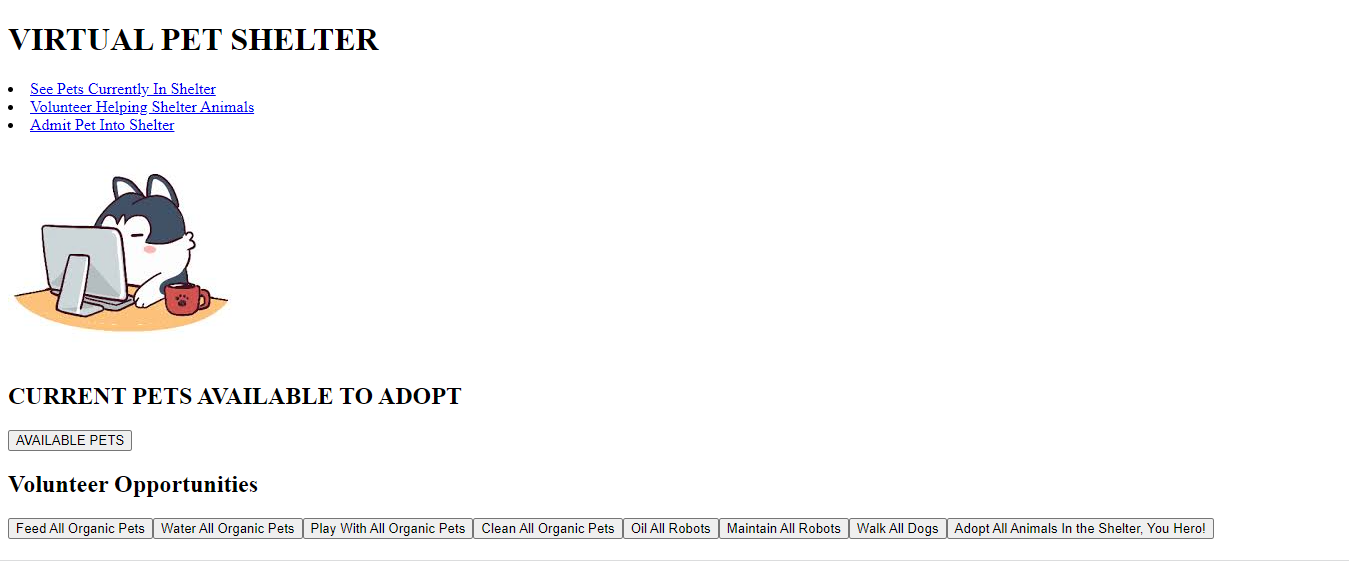 VIRTUAL PET SHELTER
See Pets Currently In Shelter
Volunteer Helping Shelter Animals
Admit Pet Into Shelter
CURRENT PETS AVAILABLE TO ADOPT
AVAILABLE PETS
Volunteer Opportunities
Feed All Organic Pets Water All Organic Pets Play With All Organic Pets Clean All Organic Pets Oil All Robots Maintain All Robots Walk All Dogs Adopt All Animals In the Shelter, You Hero!